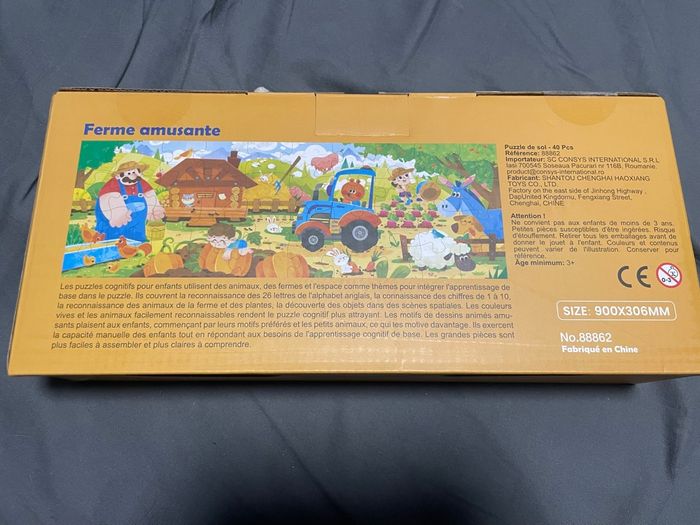 Ferme amusante
Les puzzles cognitifs pour enfants utilisent des animaux, des fermes et l'espace comme thèmes pour intégrer l'apprentissage de
base dans le puzzle. Ils couvrent la reconnaissance des 26 lettres de l'alphabet anglais, la connaissance des chiffres de 1 à 10,
la reconnaissance des animaux de la ferme et des plantes, la découverte des objets dans des scènes spatiales. Les couleurs
vives et les animaux facilement reconnaissables rendent le puzzle cognitif plus attrayant. Les motifs de dessins animés amu-
sants plaisent aux enfants, commençant par leurs motifs préférés et les petits animaux, ce qui les motive davantage. Ils exercent
la capacité manuelle des enfants tout en répondant aux besoins de l'apprentissage cognitif de base. Les grandes pièces sont
plus faciles à assembler et plus claires à comprendre.
Puzzle de sol - 40 Pcs
Référence: 88862
Importateur: SC CONSYS INTERNATIONAL S.R.L
Iasi 700545 Soseaua Pacurari nr 116B, Roumanie.
product@consys-international.ro
Fabricant: SHANTOU CHENGHAI HAOXIANG
TOYS CO., LTD.
Factory on the east side of Jinhong Highway ,
DapUnited Kingdomu, Fengxiang Street,
Chenghai, CHINE
Attention !
Ne convient pas aux enfants de moins de 3 ans.
Petites pièces susceptibles d'être ingérées. Risque
d'étouffement. Retirer tous les emballages avant de
donner le jouet à l'enfant. Couleurs et contenus
peuvent varier de l'illustration. Conserver pour
référence.
Age minimum: 3+
CE
0-3
SIZE: 900X306MM
No.88862
Fabriqué en Chine